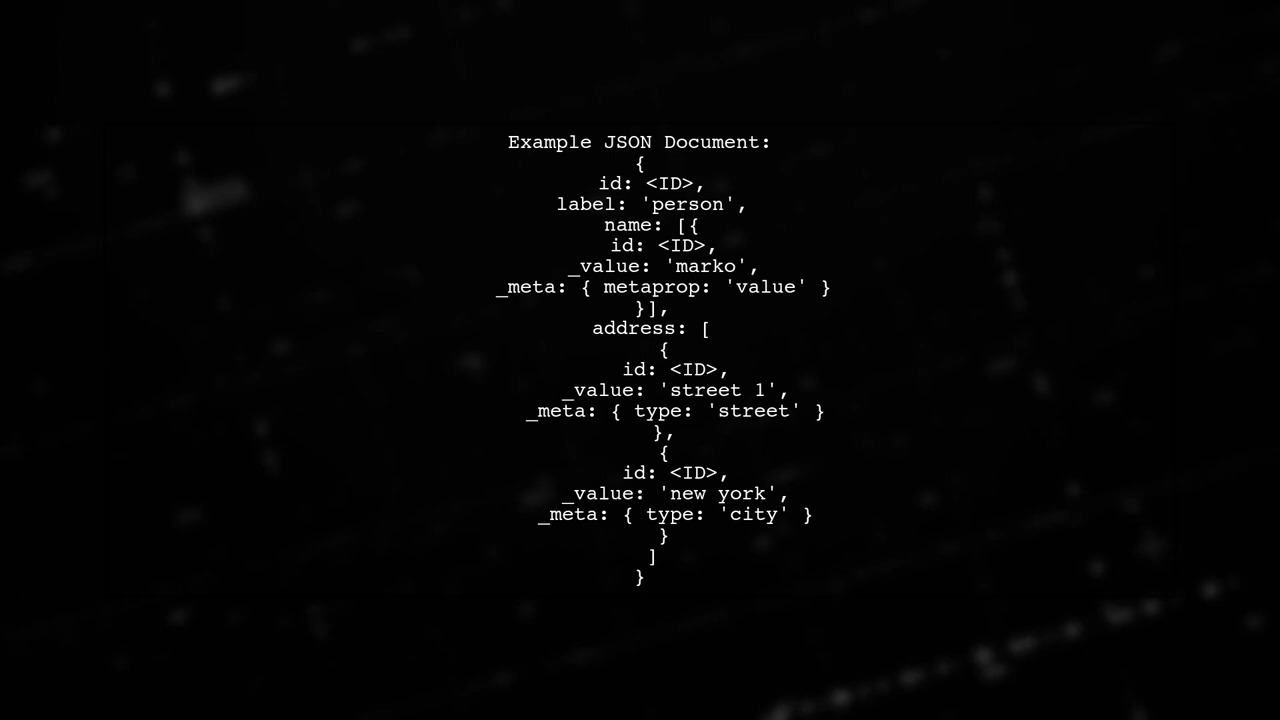 Example JSON Document:
{
id: <ID>,
label: 'person',
name: [{
id: <ID>,
_value: 'marko',
_meta: { metaprop: 'value' }
}],
address: [
{
id: <ID>,
_value: 'street 1',
_meta: { type: 'street' }
},
{
id: <ID>,
_value: 'new york',
_meta: { type: 'city' }
}
]
}